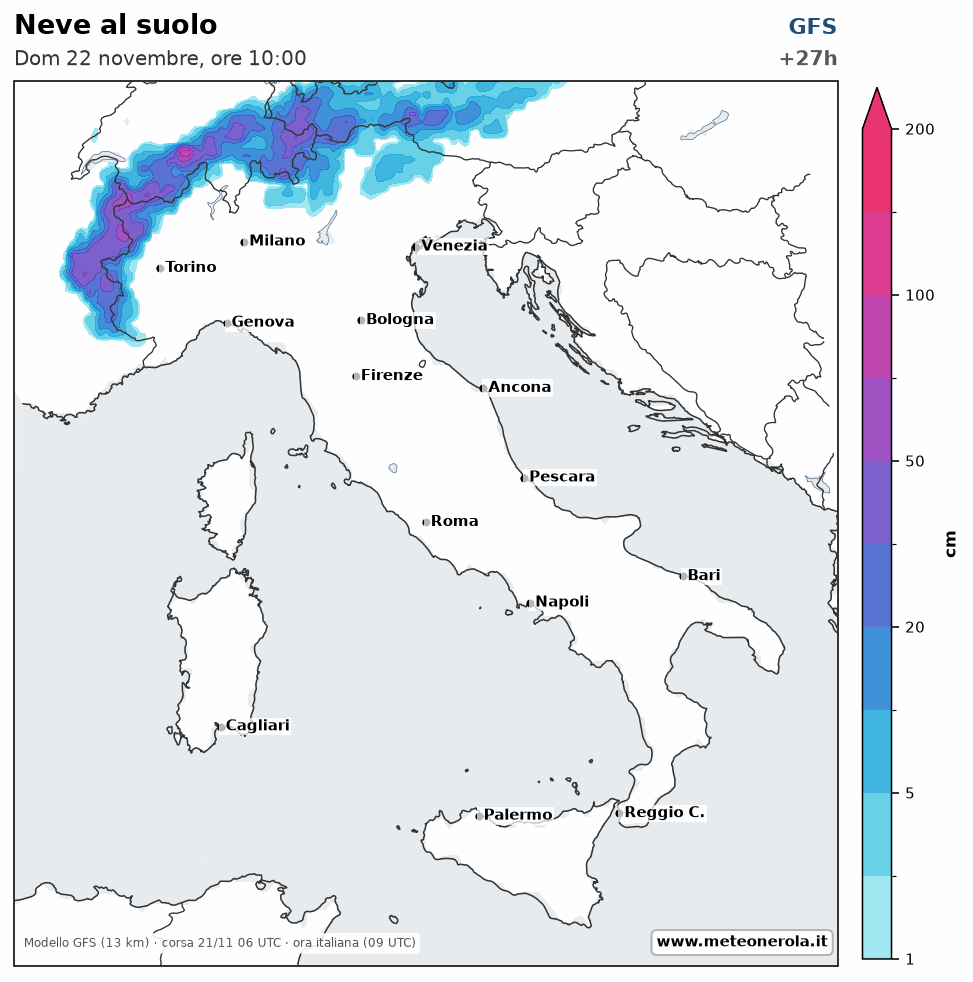 Neve al suolo
GFS
Dom 22 novembre, ore 10:00
+27h
200
100
50
20
5
1
cm
Milano
Venezia
Torino
Genova
Bologna
Firenze
Ancona
Pescara
Roma
Bari
Napoli
Cagliari
Palermo
Reggio C.
Modello GFS (13 km) · corsa 21/11 06 UTC · ora italiana (09 UTC)
www.meteonerola.it